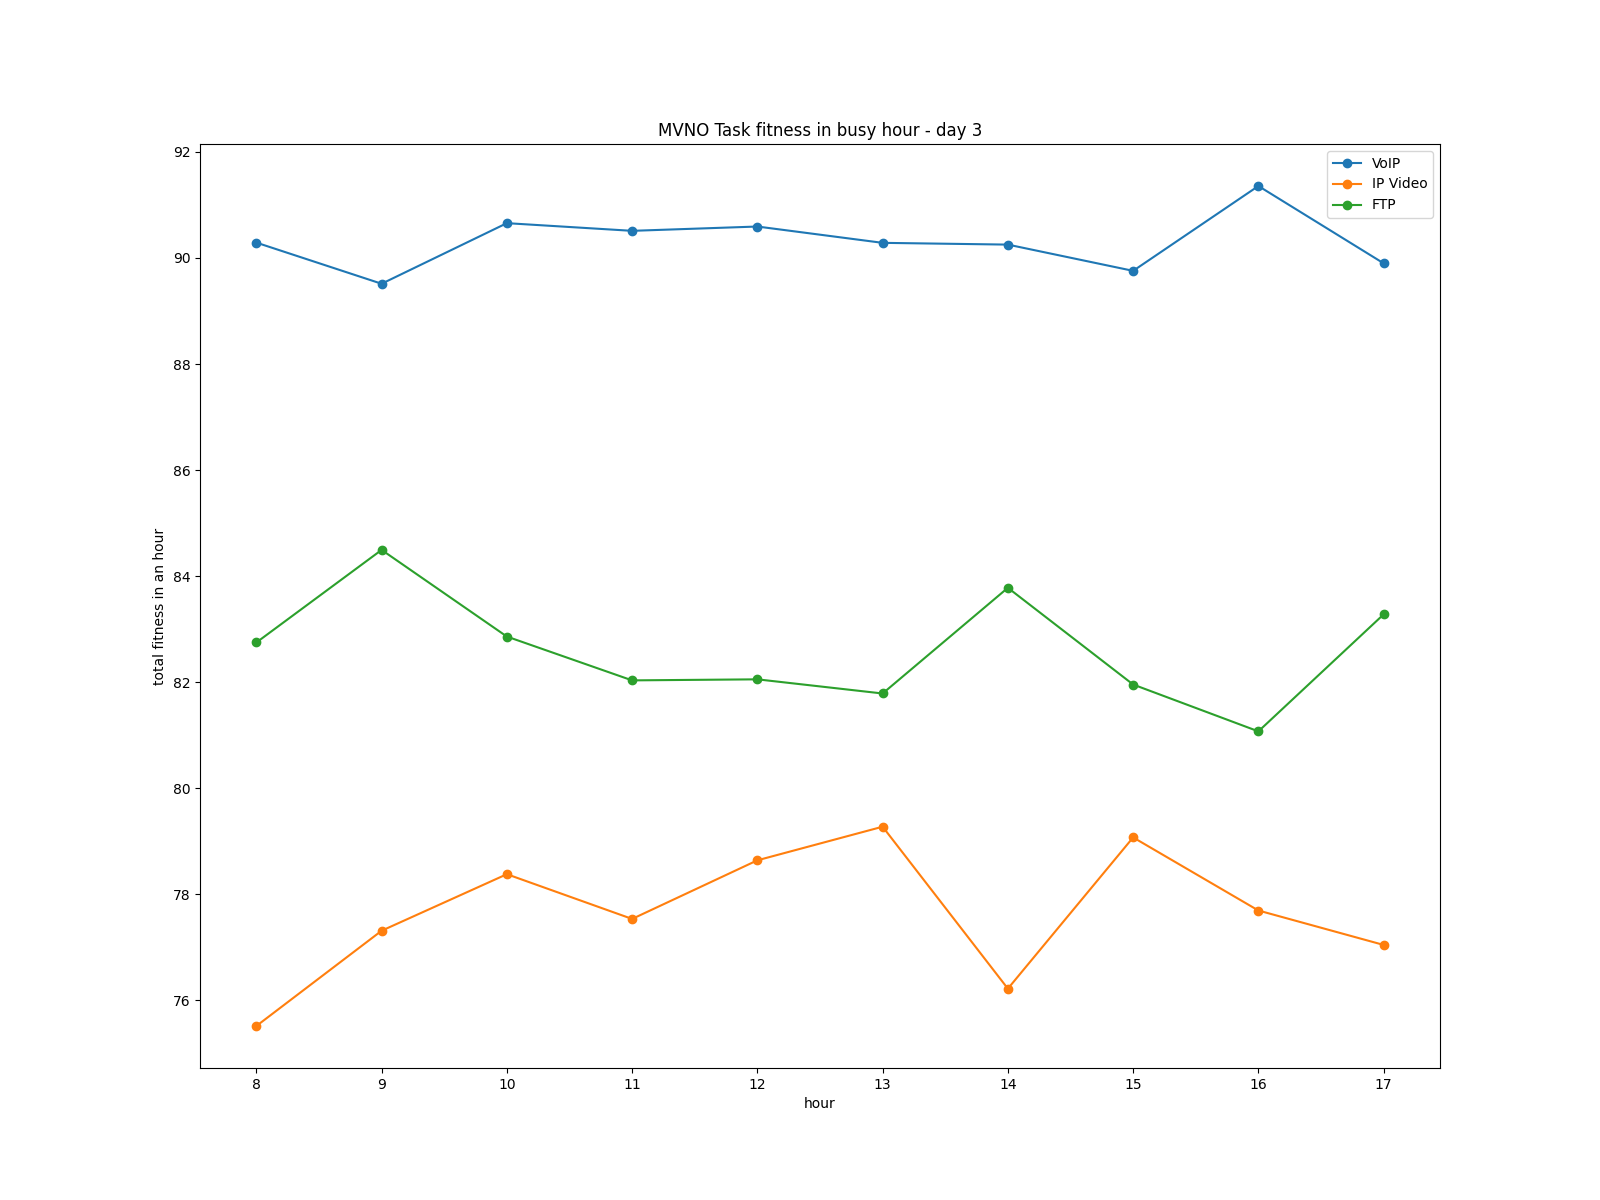 MVNO Task fitness in busy hour - day 3
VoIP
IP Video
FTP
total fitness in an hour
92
90
88
86
84
82
80
78
76
8 9 10 11 12 13 14 15 16 17
hour